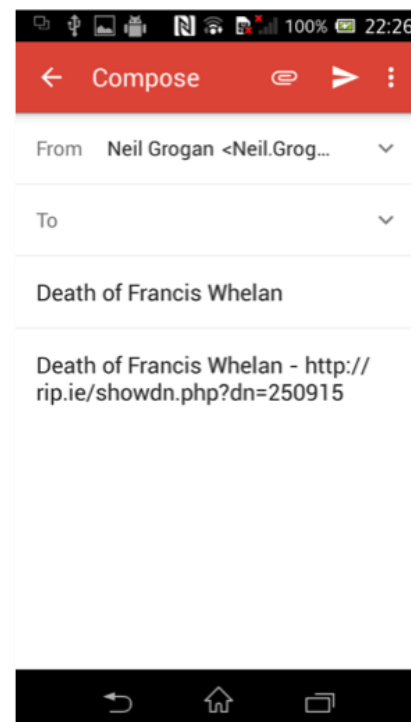 100% 22:26
Compose
From Neil Grogan <Neil.Grog...
To
Death of Francis Whelan
Death of Francis Whelan - http://
rip.ie/showdn.php?dn=250915